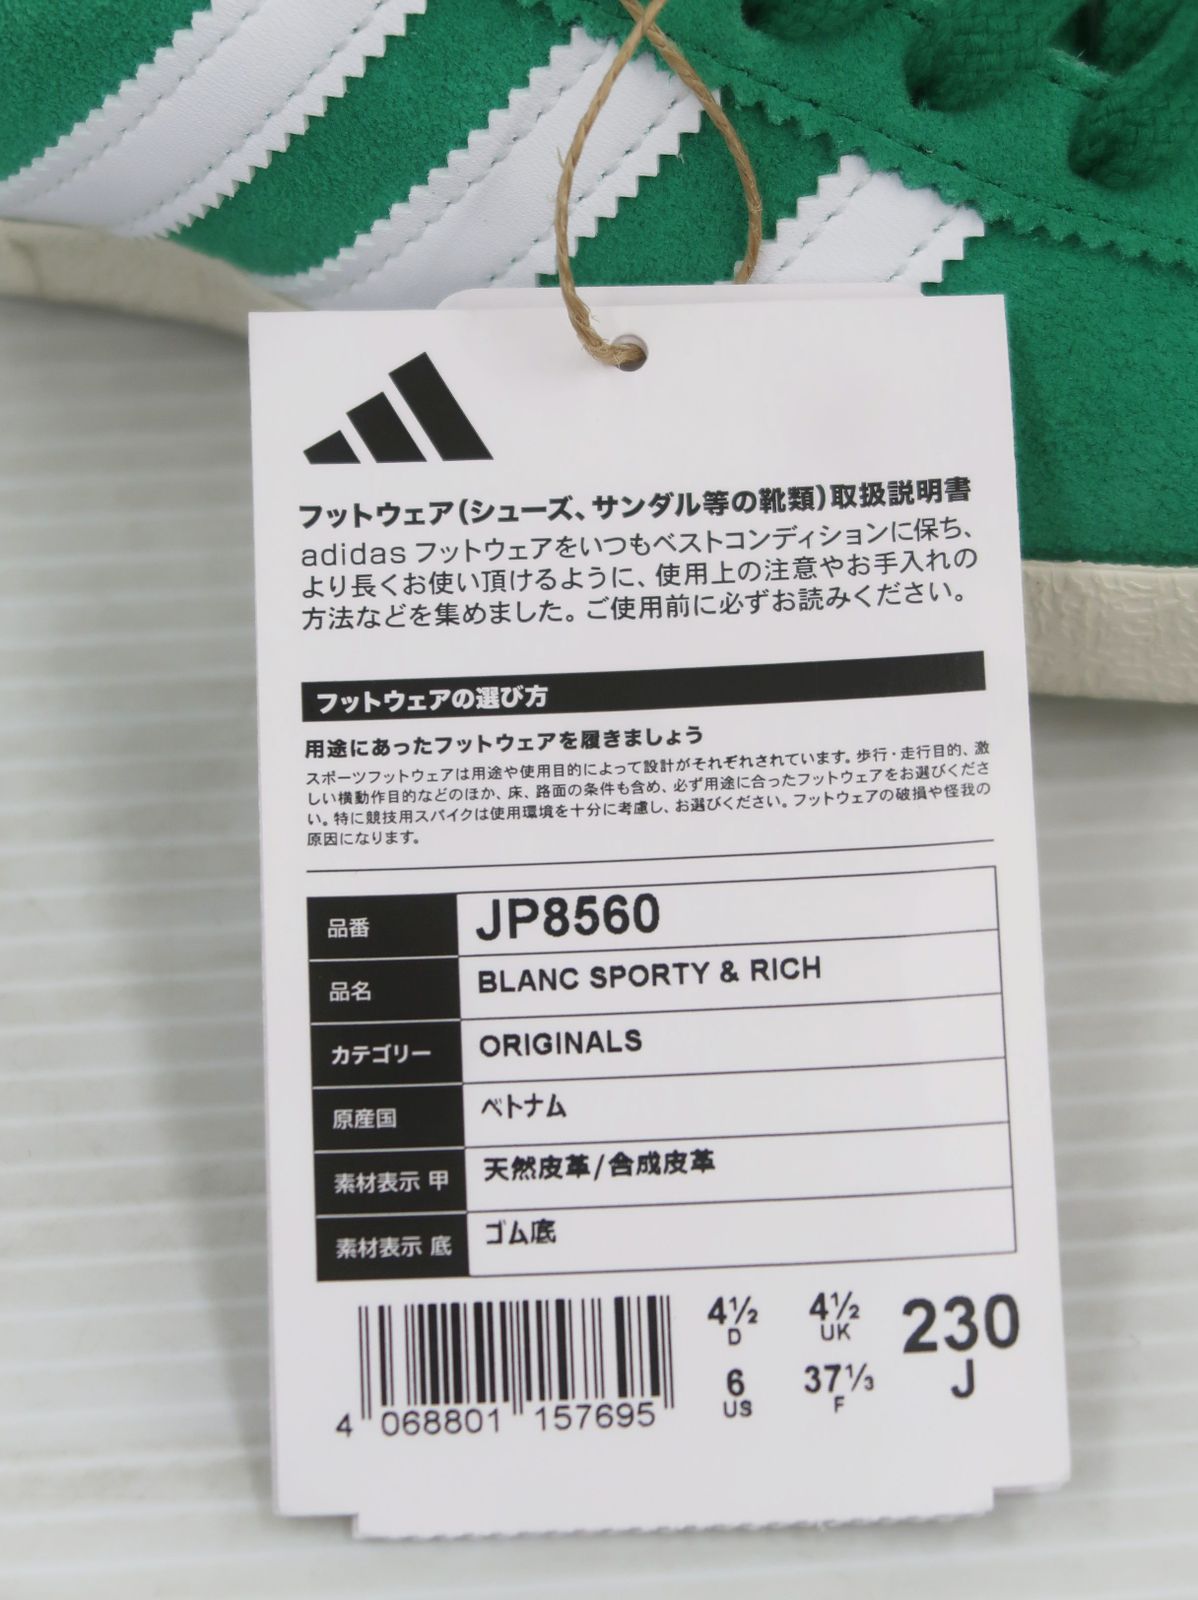 フットウェア(シューズ、サンダル等の靴類)取扱説明書
adidas フットウェアをいつもベストコンディションに保ち、
より長くお使い頂けるように、使用上の注意やお手入れの
方法などを集めました。ご使用前に必ずお読みください。
フットウェアの選び方
用途にあったフットウェアを履きましょう
スポーツフットウェアは用途や使用目的によって設計がそれぞれされています。歩行・走行目的、激
しい横動作目的などのほか、床、路面の条件も含め、必ず用途に合ったフットウェアをお選びくださ
い。特に競技用スパイクは使用環境を十分に考慮し、お選びください。フットウェアの破損や怪我の
原因になります。
品番 JP8560
品名 BLANC SPORTY & RICH
カテゴリー ORIGINALS
原産国 ベトナム
素材表示 甲 天然皮革/合成皮革
素材表示 底 ゴム底
4½ D 4½ UK 230 J
6 US 37⅓ F
4 068801 157695